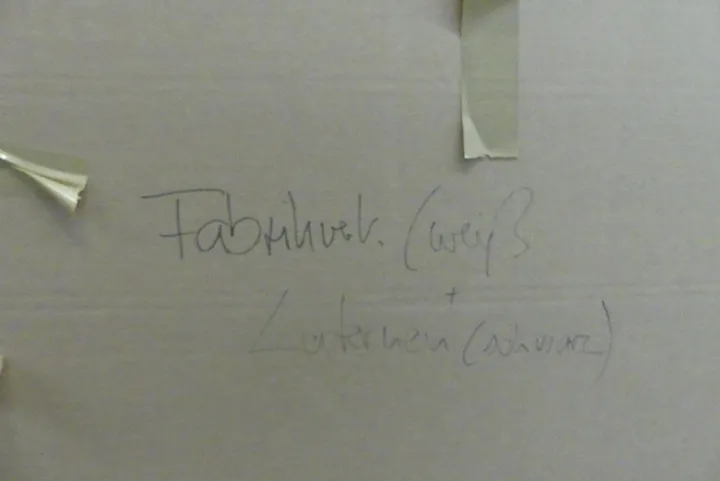 Fabrikverk. (weiß
+
Laternen (schwarz)